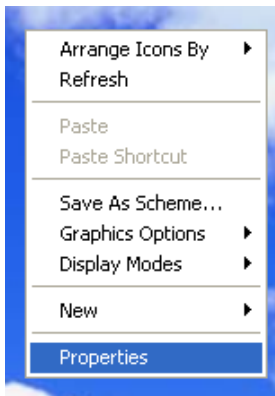 Arrange Icons By
Refresh
Paste
Paste Shortcut
Save As Scheme...
Graphics Options
Display Modes
New
Properties